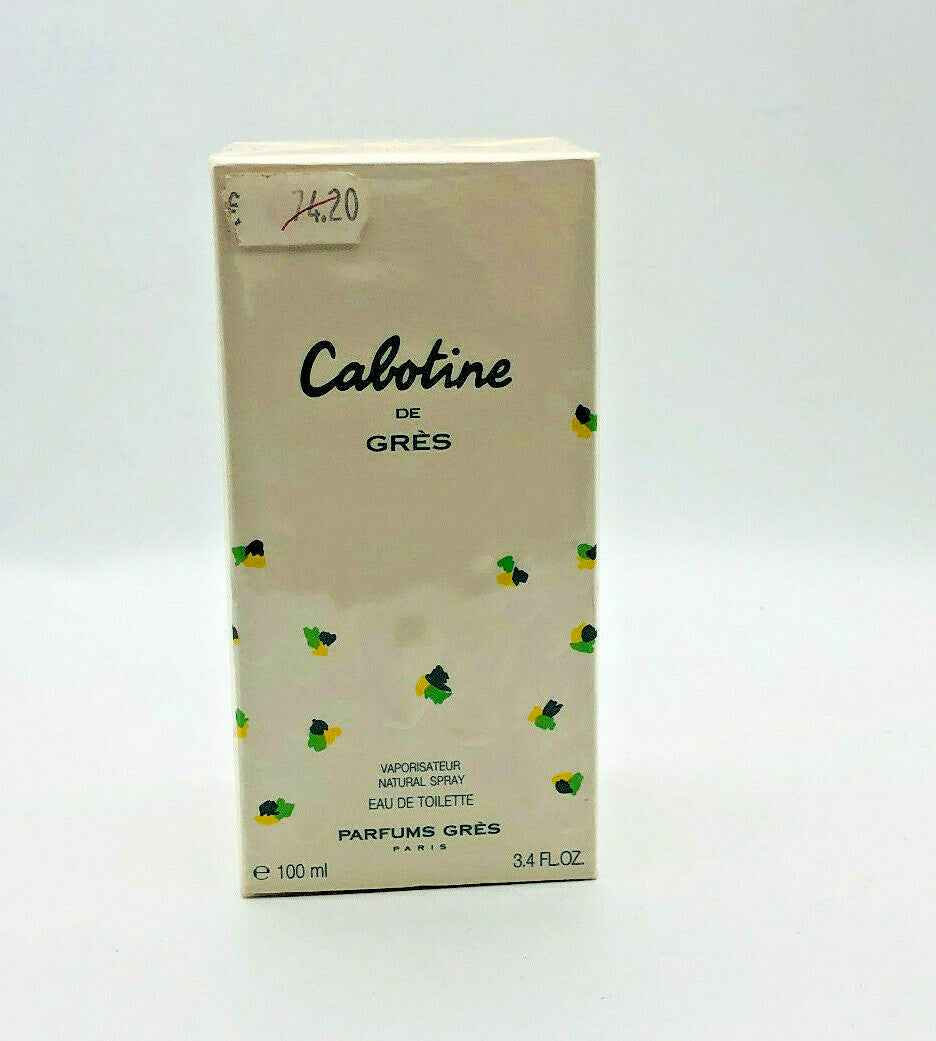 74.20
Cabotine
DE
GRÈS
VAPORISATEUR
NATURAL SPRAY
EAU DE TOILETTE
PARFUMS GRÈS
PARIS
e 100 ml
3.4 FL.OZ.